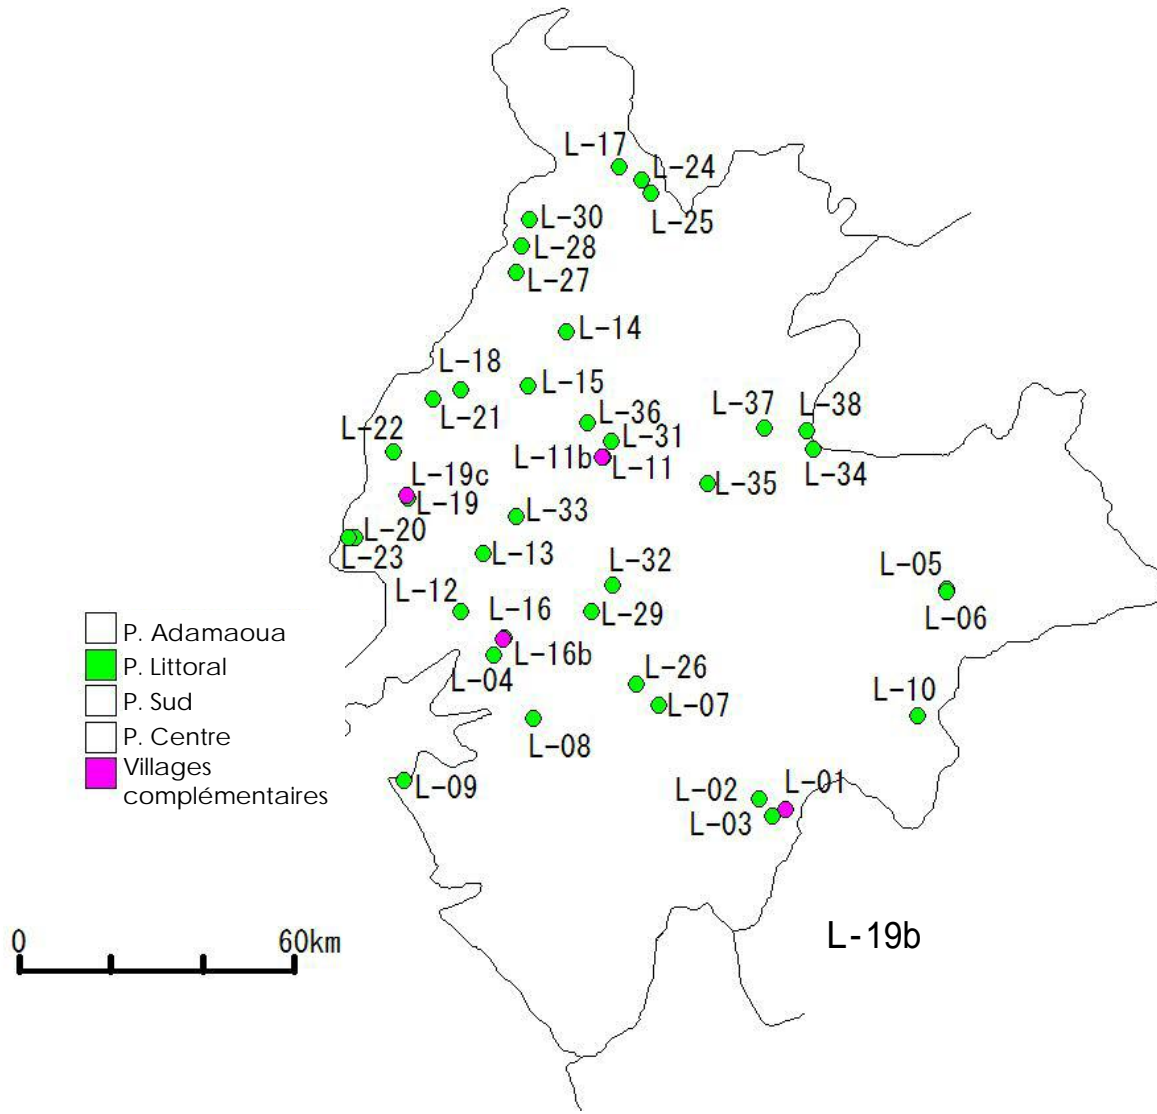 L-17
L-24
L-25
L-30
L-28
L-27
L-14
L-18
L-15
L-21
L-36
L-37
L-38
L-22
L-31
L-11b
L-11
L-34
L-19c
L-19
L-35
L-33
L-20
L-23
L-13
L-32
L-05
L-06
L-12
L-16
L-29
L-16b
L-04
L-26
L-07
L-10
L-08
L-09
L-02
L-01
L-03
L-19b
P. Adamaoua
P. Littoral
P. Sud
P. Centre
Villages
complémentaires
0
60km